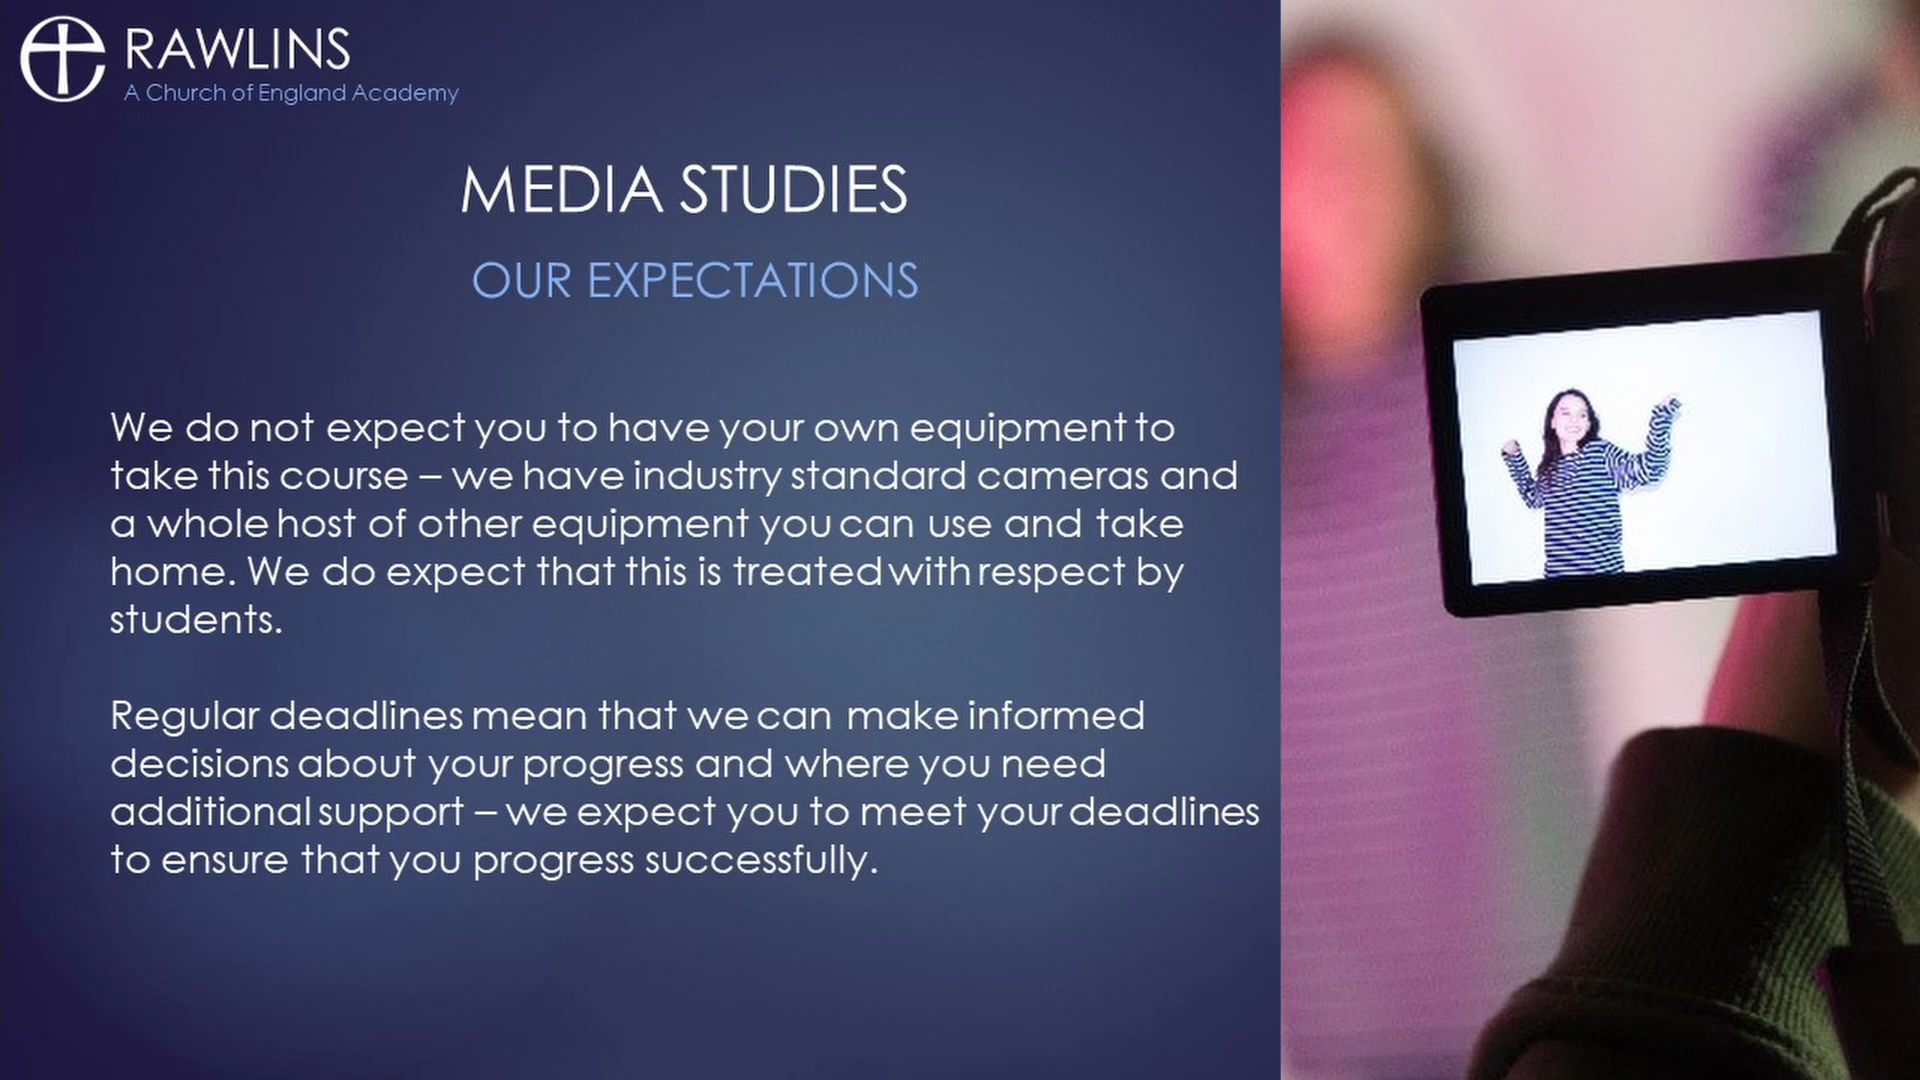 RAWLINS
A Church of England Academy
MEDIA STUDIES
OUR EXPECTATIONS
We do not expect you to have your own equipment to
take this course – we have industry standard cameras and
a whole host of other equipment you can use and take
home. We do expect that this is treated with respect by
students.
Regular deadlines mean that we can make informed
decisions about your progress and where you need
additional support – we expect you to meet your deadlines
to ensure that you progress successfully.